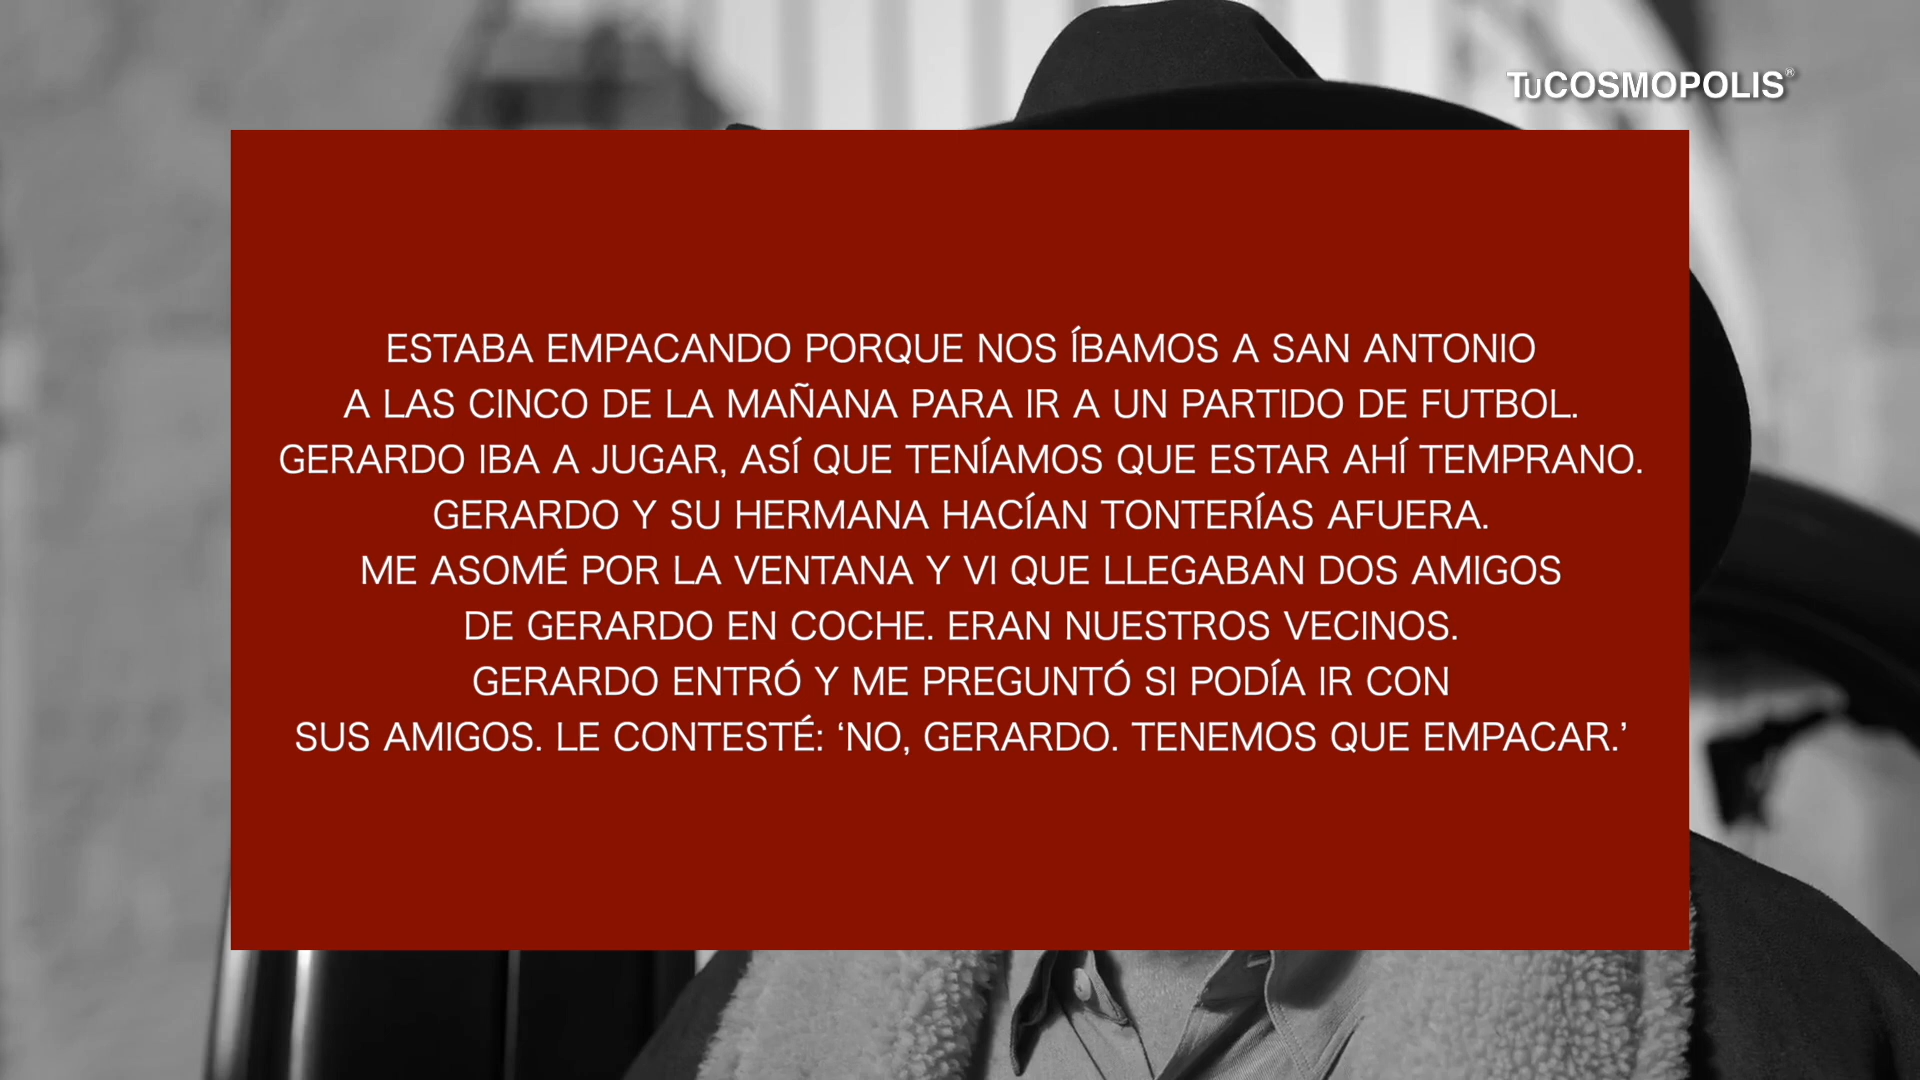 TuCOSMOPOLIS®
ESTABA EMPACANDO PORQUE NOS ÍBAMOS A SAN ANTONIO
A LAS CINCO DE LA MAÑANA PARA IR A UN PARTIDO DE FUTBOL.
GERARDO IBA A JUGAR, ASÍ QUE TENÍAMOS QUE ESTAR AHÍ TEMPRANO.
GERARDO Y SU HERMANA HACÍAN TONTERÍAS AFUERA.
ME ASOMÉ POR LA VENTANA Y VI QUE LLEGABAN DOS AMIGOS
DE GERARDO EN COCHE. ERAN NUESTROS VECINOS.
GERARDO ENTRÓ Y ME PREGUNTÓ SI PODÍA IR CON
SUS AMIGOS. LE CONTESTÉ: ‘NO, GERARDO. TENEMOS QUE EMPACAR.’